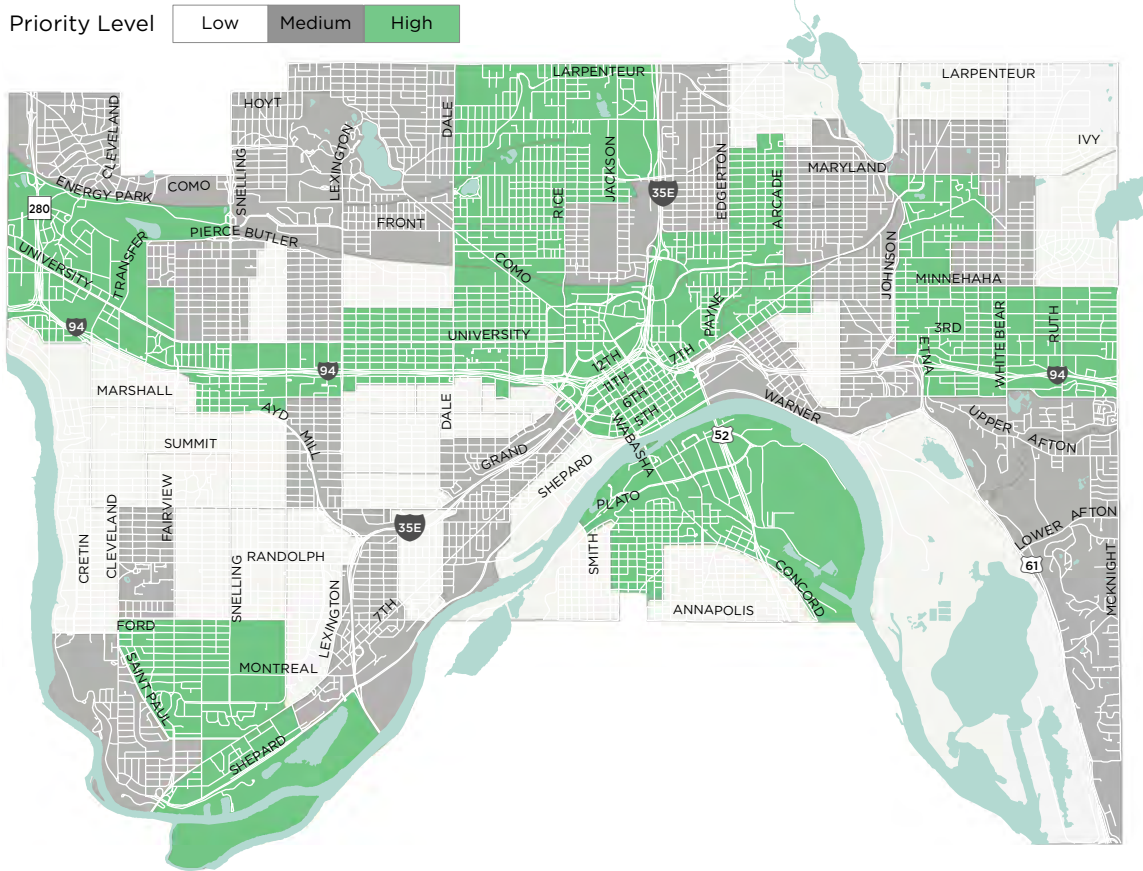 Priority Level Low Medium High
LARPENTEUR
LARPENTEUR
HOYT
CLEVELAND
DALE
LEXINGTON
SNELLING
IVY
MARYLAND
EDGERTON
ARCADE
JACKSON
RICE
35E
COMO
ENERGY PARK
280
FRONT
PIERCE BUTLER
TRANSFER
UNIVERSITY
COMO
JOHNSON
MINNEHAHA
PAYNE
94
UNIVERSITY
3RD
WHITE BEAR
RUTH
ETNA
12TH
7TH
11TH
6TH
5TH
94
94
MARSHALL
AYD
MILL
DALE
WARNER
WABASHA
52
UPPER
AFTON
SUMMIT
GRAND
SHEPARD
PLATO
FAIRVIEW
CLEVELAND
CRETIN
35E
LOWER
AFTON
SMITH
RANDOLPH
SNELLING
LEXINGTON
7TH
CONCORD
61
MCKNIGHT
ANNAPOLIS
FORD
SAINT PAUL
MONTREAL
SHEPARD